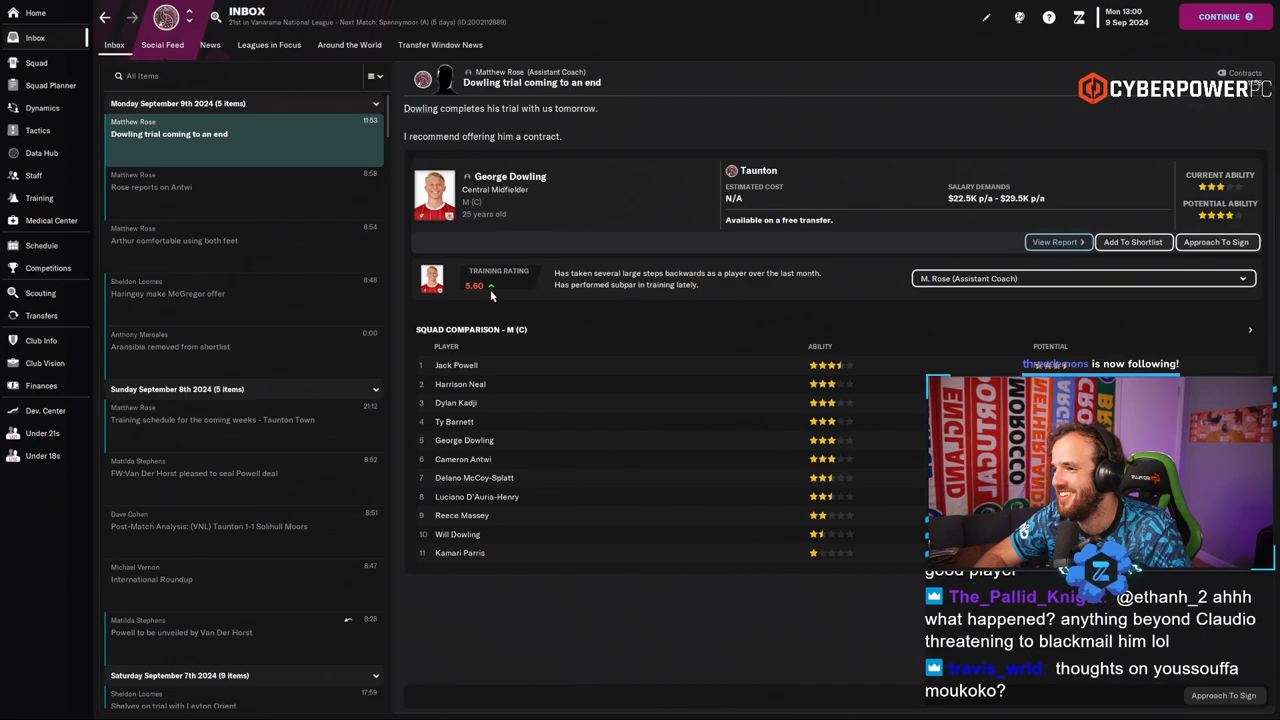 Home
Inbox
Squad
Squad Planner
Dynamics
Tactics
Data Hub
Staff
Training
Medical Center
Schedule
Competitions
Scouting
Transfers
Club Info
Club Vision
Finances
Dev. Center
Under 21s
Under 18s
INBOX
21st in Vanarama National League - Next Match: Spennymoor (A) (5 days) (ID:2002112889)
Mon 13:00
9 Sep 2024
CONTINUE
Inbox
Social Feed
News
Leagues in Focus
Around the World
Transfer Window News
All Items
Monday September 9th 2024 (5 items)
Matthew Rose
11:53
Dowling trial coming to an end
Matthew Rose
8:58
Rose reports on Antwi
Matthew Rose
8:54
Arthur comfortable using both feet
Sheldon Loomes
8:48
Haringey make McGregor offer
Anthony Maroales
0:00
Aransibia removed from shortlist
Sunday September 8th 2024 (5 items)
Matthew Rose
21:12
Training schedule for the coming weeks - Taunton Town
Matilda Stephens
8:52
FW:Van Der Horst pleased to seal Powell deal
Dave Cohen
8:51
Post-Match Analysis: (VNL) Taunton 1-1 Solihull Moors
Michael Vernon
8:47
International Roundup
Matilda Stephens
8:28
Powell to be unveiled by Van Der Horst
Saturday September 7th 2024 (9 items)
Sheldon Loomes
17:59
Shelvey on trial with Leyton Orient
Matthew Rose (Assistant Coach)
Dowling trial coming to an end
Contracts
CYBERPOWER PC
Dowling completes his trial with us tomorrow.
I recommend offering him a contract.
George Dowling
Central Midfielder
M (C)
25 years old
Taunton
ESTIMATED COST
N/A
SALARY DEMANDS
$22.5K p/a - $29.5K p/a
Available on a free transfer.
CURRENT ABILITY
POTENTIAL ABILITY
View Report
Add To Shortlist
Approach To Sign
TRAINING RATING
5.60
Has taken several large steps backwards as a player over the last month.
Has performed subpar in training lately.
M. Rose (Assistant Coach)
SQUAD COMPARISON - M (C)
PLAYER
ABILITY
POTENTIAL
1 Jack Powell
2 Harrison Neal
3 Dylan Kadji
4 Ty Barnett
5 George Dowling
6 Cameron Antwi
7 Delano McCoy-Splatt
8 Luciano D'Auria-Henry
9 Reece Massey
10 Will Dowling
11 Kamari Parris
is now following!
ENGLAND
good player
The_Pallid_Knig @ethanh_2 ahhh
what happened? anything beyond Claudio
threatening to blackmail him lol
travis_wrld: thoughts on youssouffa
moukoko?
Approach To Sign